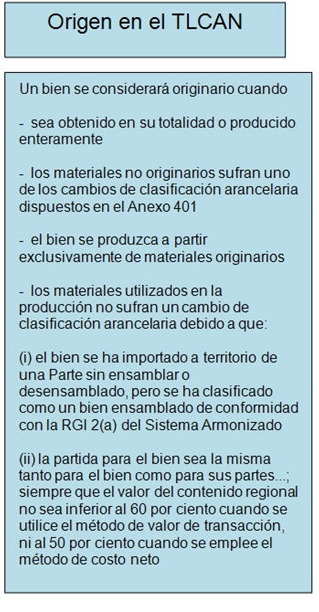 Origen en el TLCAN
Un bien se considerará originario cuando
- sea obtenido en su totalidad o producido
enteramente
- los materiales no originarios sufran uno
de los cambios de clasificación arancelaria
dispuestos en el Anexo 401
- el bien se produzca a partir
exclusivamente de materiales originarios
- los materiales utilizados en la
producción no sufran un cambio de
clasificación arancelaria debido a que:
(i) el bien se ha importado a territorio de
una Parte sin ensamblar o
desensamblado, pero se ha clasificado
como un bien ensamblado de conformidad
con la RGI 2(a) del Sistema Armonizado
(ii) la partida para el bien sea la misma
tanto para el bien como para sus partes...;
siempre que el valor del contenido regional
no sea inferior al 60 por ciento cuando se
utilice el método de valor de transacción,
ni al 50 por ciento cuando se emplee el
método de costo neto